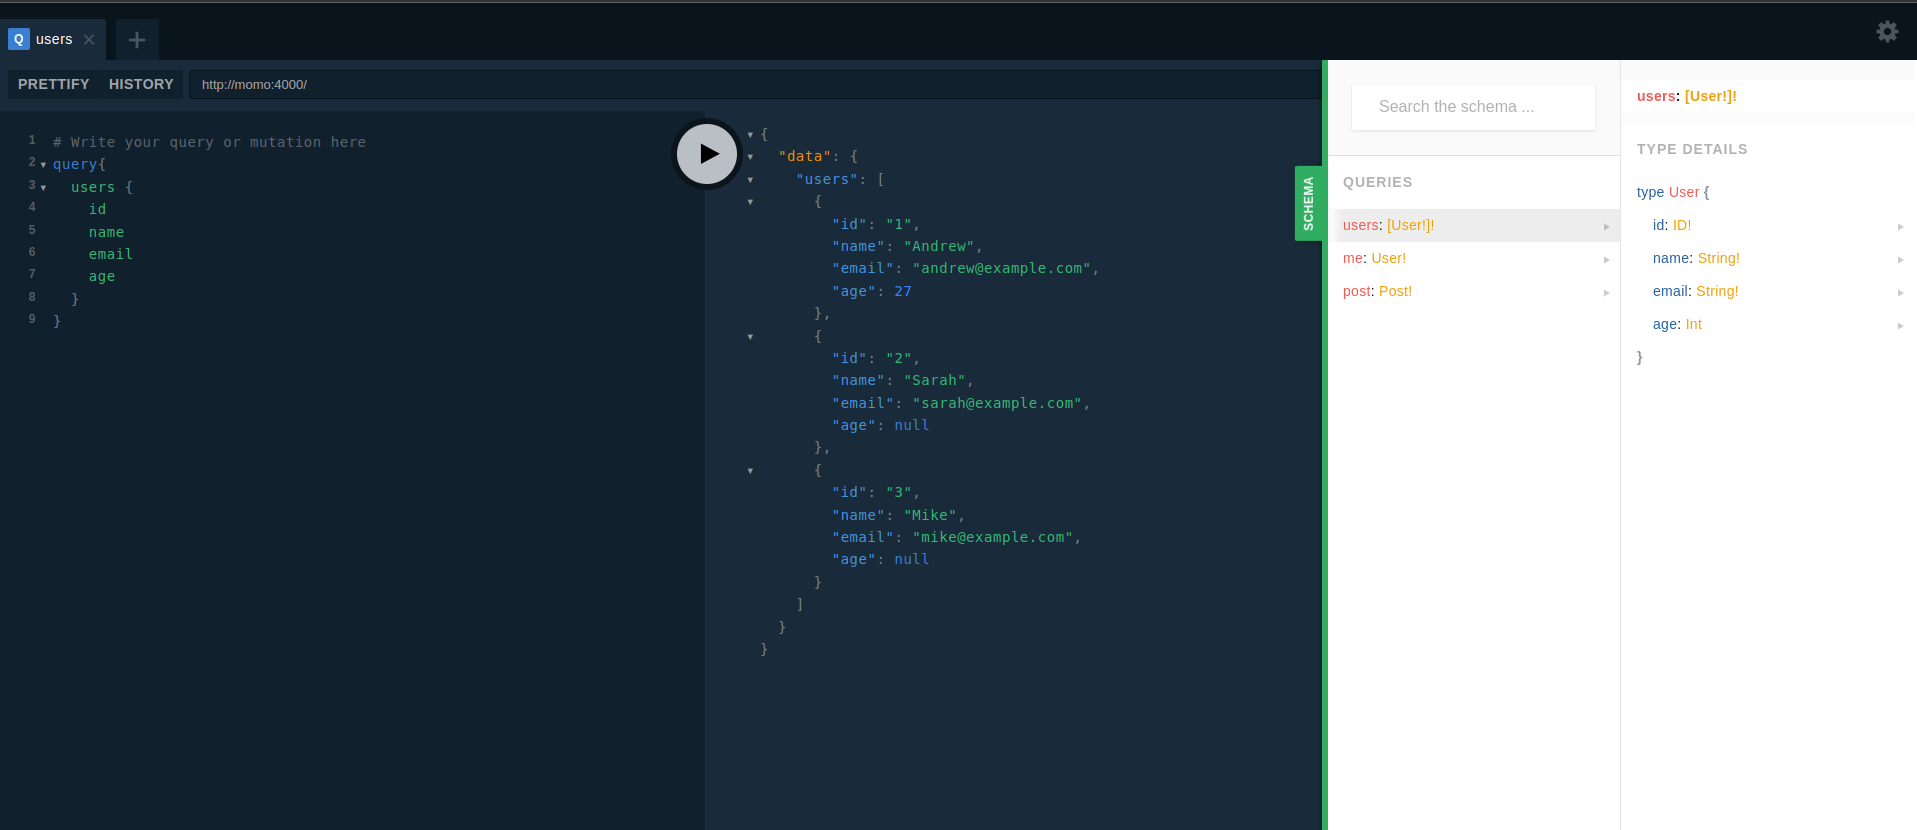 Q users
PRETTIFY HISTORY http://momo:4000/
1 # Write your query or mutation here
2 query{
3 users {
4 id
5 name
6 email
7 age
8 }
9 }
{
"data": {
"users": [
{
"id": "1",
"name": "Andrew",
"email": "andrew@example.com",
"age": 27
},
{
"id": "2",
"name": "Sarah",
"email": "sarah@example.com",
"age": null
},
{
"id": "3",
"name": "Mike",
"email": "mike@example.com",
"age": null
}
]
}
}
SCHEMA
Search the schema ...
QUERIES
users: [User!]!
me: User!
post: Post!
users: [User!]!
TYPE DETAILS
type User {
id: ID!
name: String!
email: String!
age: Int
}